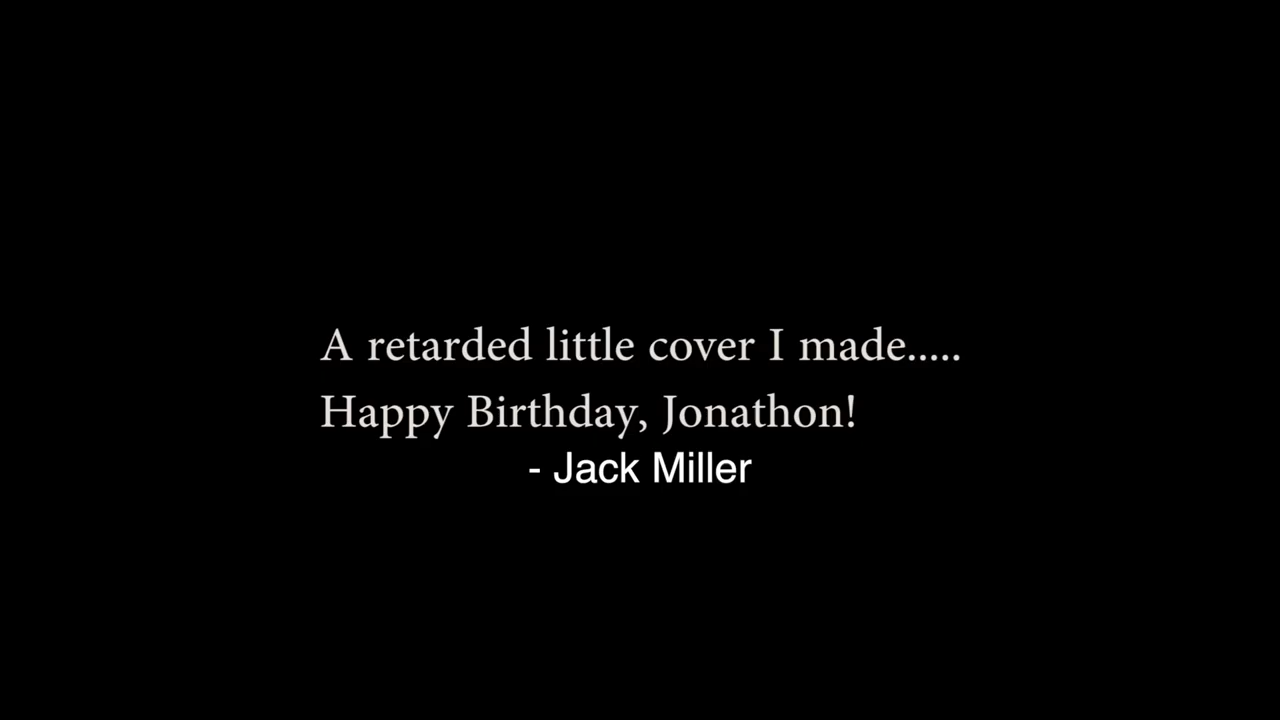 A retarded little cover I made.....
Happy Birthday, Jonathon!
- Jack Miller